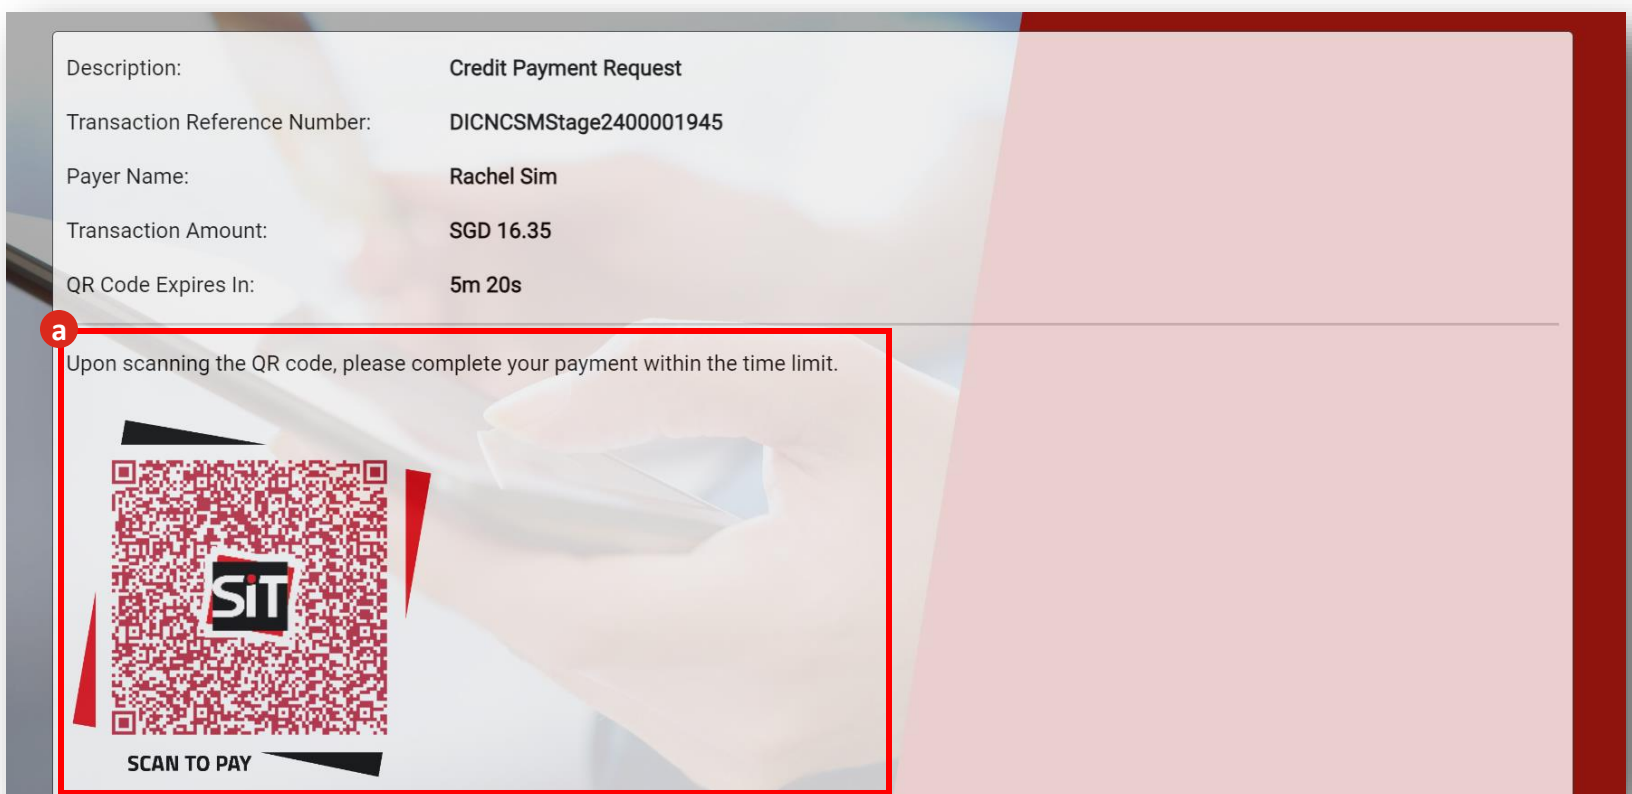 Description: Credit Payment Request
Transaction Reference Number: DICNCSMStage2400001945
Payer Name: Rachel Sim
Transaction Amount: SGD 16.35
QR Code Expires In: 5m 20s
a
Upon scanning the QR code, please complete your payment within the time limit.
SiT
SCAN TO PAY